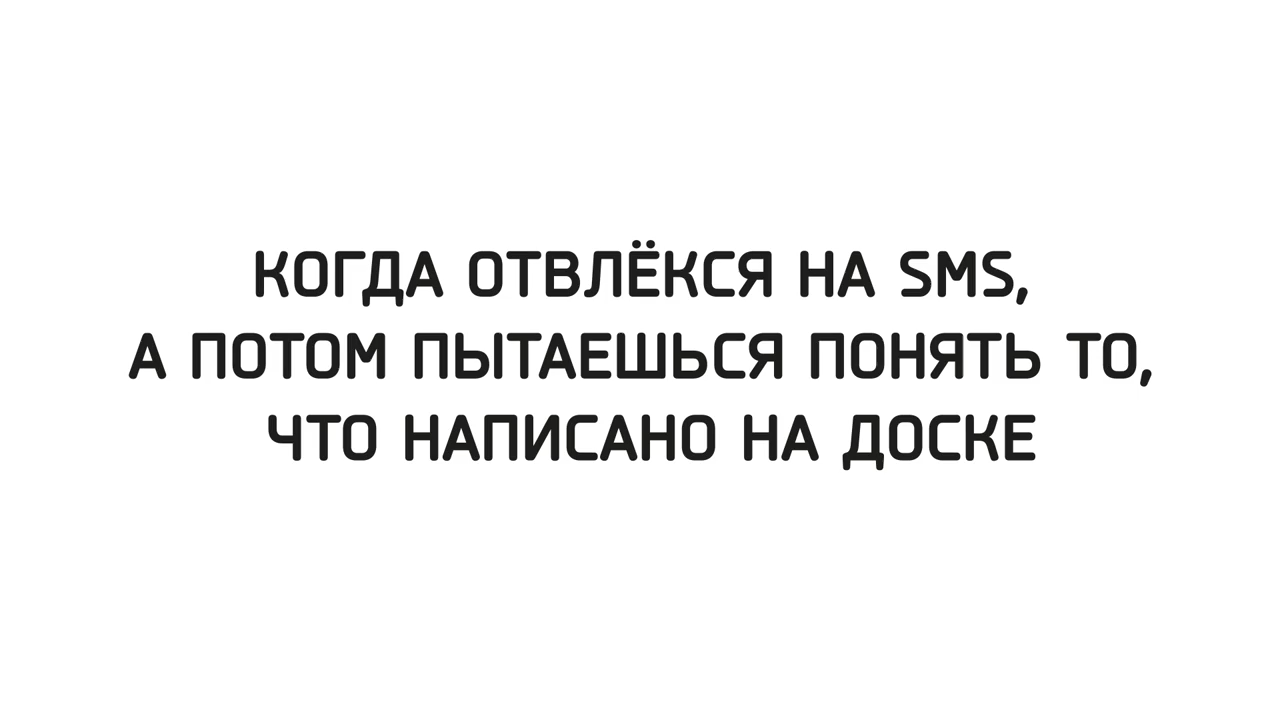 КОГДА ОТВЛЁКСЯ НА SMS,
А ПОТОМ ПЫТАЕШЬСЯ ПОНЯТЬ ТО,
ЧТО НАПИСАНО НА ДОСКЕ